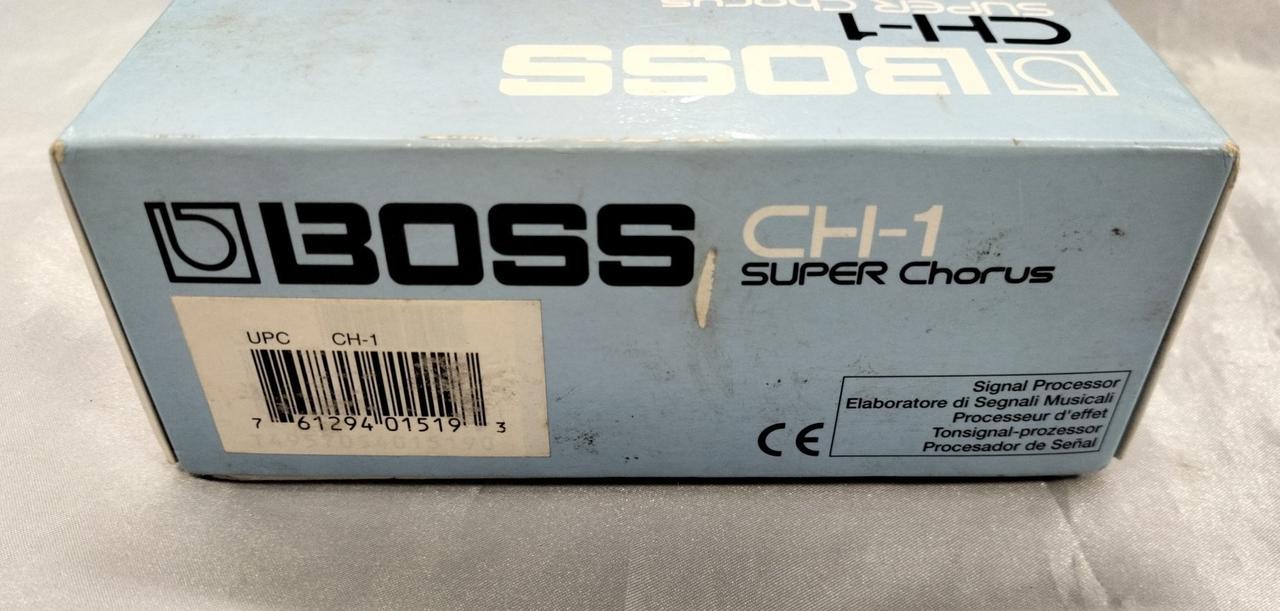 SUPER Chorus
CH-1
BOSS
BOSS
CH-1
SUPER Chorus
UPC CH-1
7 61294 01519 3
CE
Signal Processor
Elaboratore di Segnali Musicali
Processeur d'effet
Tonsignal-prozessor
Procesador de Señal